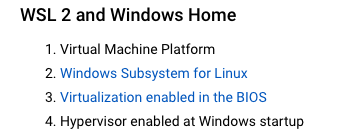 WSL 2 and Windows Home
1. Virtual Machine Platform
2. Windows Subsystem for Linux
3. Virtualization enabled in the BIOS
4. Hypervisor enabled at Windows startup